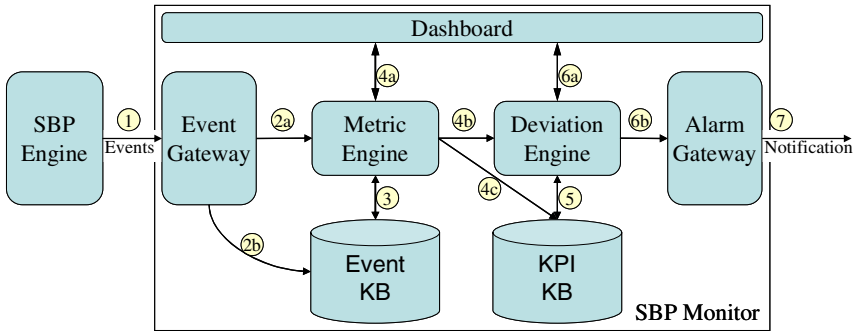 Dashboard
4a
6a
SBP
Engine
1
Events
Event
Gateway
2a
Metric
Engine
4b
Deviation
Engine
6b
Alarm
Gateway
7
Notification
3
4c
5
2b
Event
KB
KPI
KB
SBP Monitor